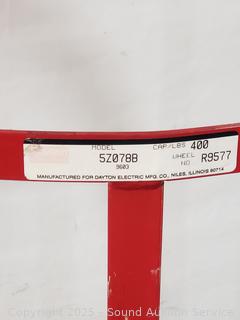 MODEL CAP/LBS 400
5Z078B WHEEL NO R9577
9603
MANUFACTURED FOR DAYTON ELECTRIC MFG. CO., NILES, ILLINOIS 60714
Copyright 2025 - Sound Auction Service